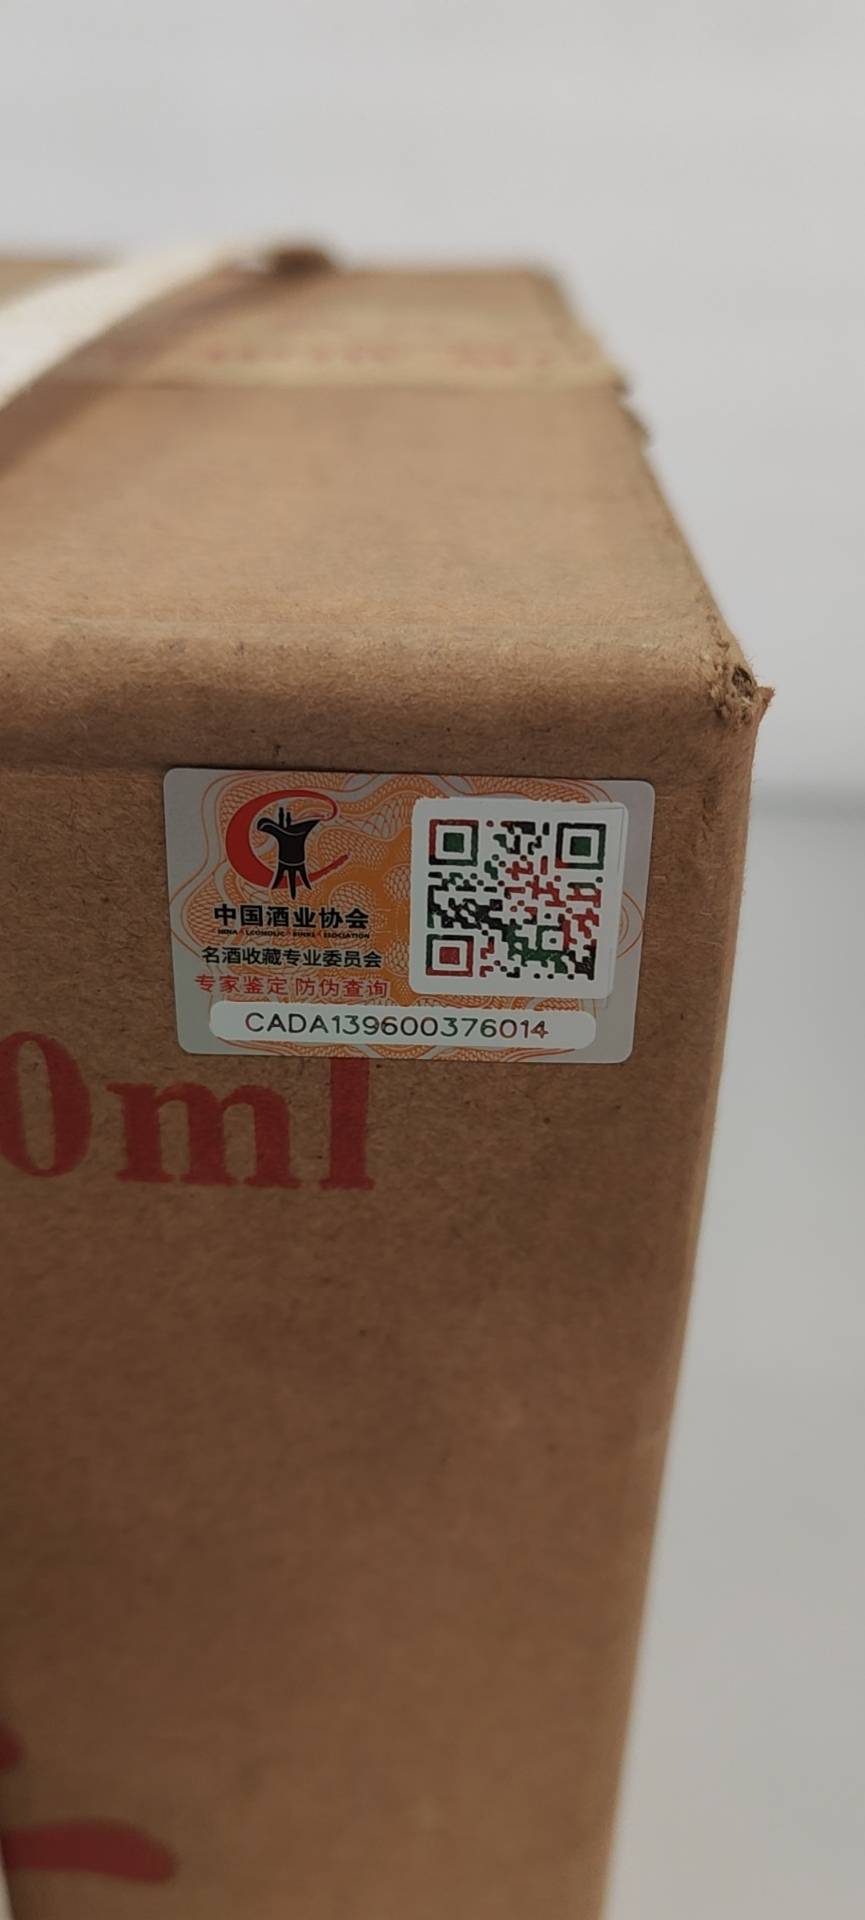 中国酒业协会
名酒收藏专业委员会
专家鉴定 防伪查询
CADA139600376014
0ml